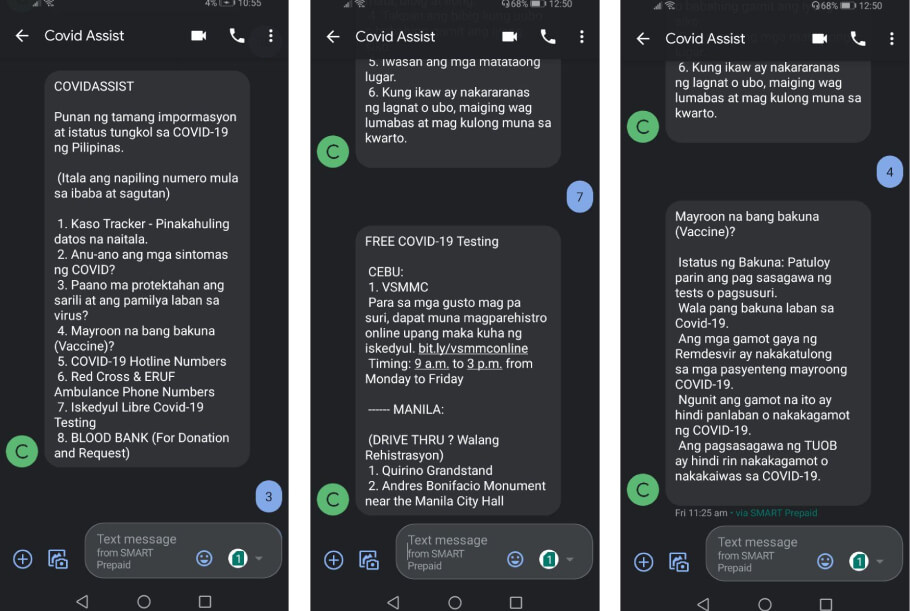 4% 10:55
Covid Assist
COVIDASSIST
Punan ng tamang impormasyon
at istatus tungkol sa COVID-19
ng Pilipinas.
(Itala ang napiling numero mula
sa ibaba at sagutan)
1. Kaso Tracker - Pinakahuling
datos na naitala.
2. Anu-ano ang mga sintomas
ng COVID?
3. Paano ma protektahan ang
sarili at ang pamilya laban sa
virus?
4. Mayroon na bang bakuna
(Vaccine)?
5. COVID-19 Hotline Numbers
6. Red Cross & ERUF
Ambulance Phone Numbers
7. Iskedyul Libre Covid-19
Testing
8. BLOOD BANK (For Donation
and Request)
C
3
Text message
from SMART
Prepaid
1
68% 12:50
Covid Assist
5. Iwasan ang mga matataong
lugar.
6. Kung ikaw ay nakararanas
ng lagnat o ubo, maiging wag
lumabas at mag kulong muna sa
kwarto.
C
7
FREE COVID-19 Testing
CEBU:
1. VSMMC
Para sa mga gusto mag pa
suri, dapat muna magparehistro
online upang maka kuha ng
iskedyul. bit.ly/vsmmconline
Timing: 9 a.m. to 3 p.m. from
Monday to Friday
------ MANILA:
(DRIVE THRU ? Walang
Rehistrasyon)
1. Quirino Grandstand
2. Andres Bonifacio Monument
near the Manila City Hall
C
Text message
from SMART
Prepaid
1
68% 12:50
Covid Assist
6. Kung ikaw ay nakararanas
ng lagnat o ubo, maiging wag
lumabas at mag kulong muna sa
kwarto.
C
4
Mayroon na bang bakuna
(Vaccine)?
Istatus ng Bakuna: Patuloy
parin ang pag sasagawa ng
tests o pagsusuri.
Wala pang bakuna laban sa
Covid-19.
Ang mga gamot gaya ng
Remdesvir ay nakakatulong
sa mga pasyenteng mayroong
COVID-19.
Ngunit ang gamot na ito ay
hindi panlaban o nakakagamot
ng COVID-19.
Ang pagsasagawa ng TUOB
ay hindi rin nakakagamot o
nakakaiwas sa COVID-19.
C
Fri 11:25 am - via SMART Prepaid
Text message
from SMART
Prepaid
1